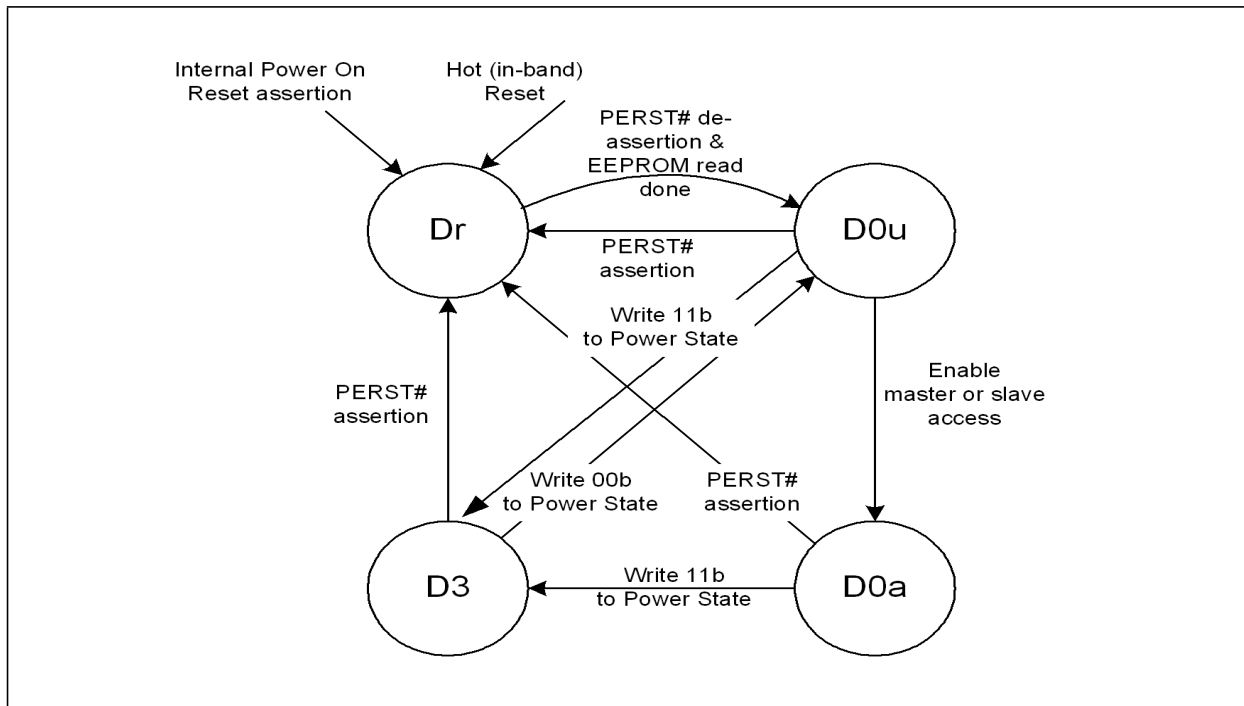 Internal Power On
Reset assertion
Hot (in-band)
Reset
PERST# de-
assertion &
EEPROM read
done
Dr
D0u
PERST#
assertion
Write 11b
to Power State
Enable
master or slave
access
PERST#
assertion
Write 00b
to Power State
PERST#
assertion
D3
Write 11b
to Power State
D0a